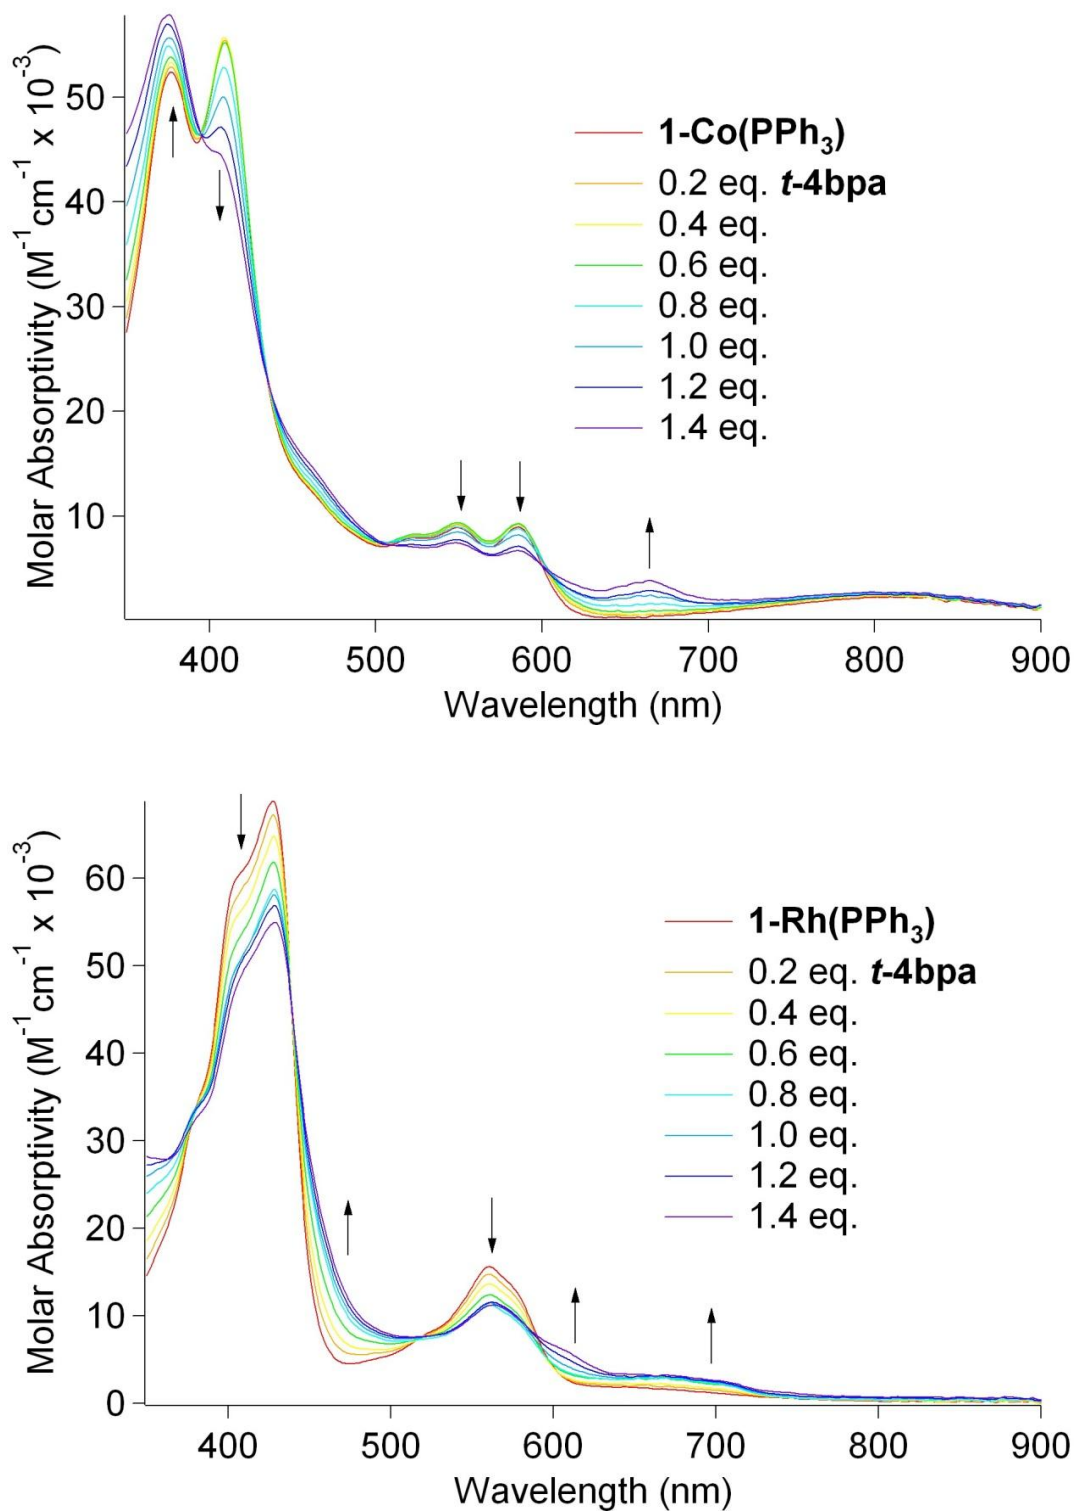 Molar Absorptivity (M⁻¹cm⁻¹ x 10⁻³)
50
40
30
20
10
1-Co(PPh₃)
0.2 eq. t-4bpa
0.4 eq.
0.6 eq.
0.8 eq.
1.0 eq.
1.2 eq.
1.4 eq.
400 500 600 700 800 900
Wavelength (nm)
Molar Absorptivity (M⁻¹cm⁻¹ x 10⁻³)
60
50
40
30
20
10
0
1-Rh(PPh₃)
0.2 eq. t-4bpa
0.4 eq.
0.6 eq.
0.8 eq.
1.0 eq.
1.2 eq.
1.4 eq.
400 500 600 700 800 900
Wavelength (nm)